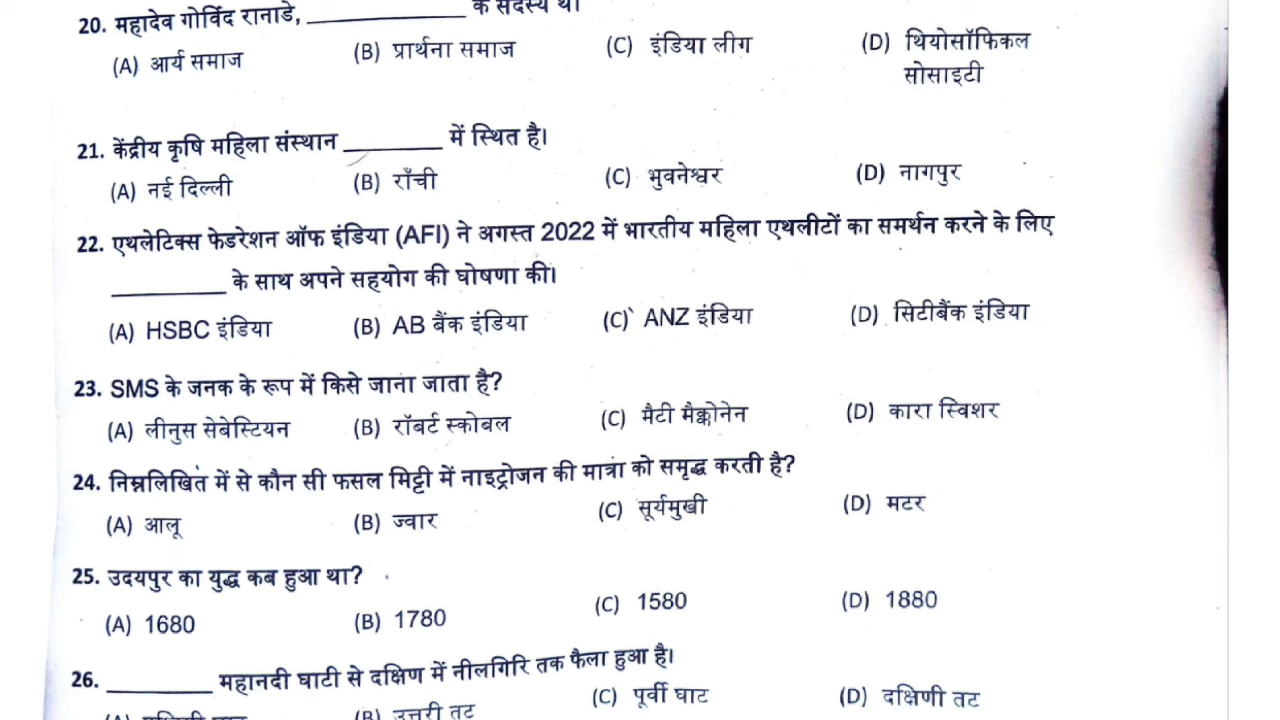 20. महादेव गोविंद रानाडे, ____________ के सदस्य थे।
(A) आर्य समाज (B) प्रार्थना समाज (C) इंडिया लीग (D) थियोसॉफिकल
सोसाइटी
21. केंद्रीय कृषि महिला संस्थान ________ में स्थित है।
(A) नई दिल्ली (B) राँची (C) भुवनेश्वर (D) नागपुर
22. एथलेटिक्स फेडरेशन ऑफ इंडिया (AFI) ने अगस्त 2022 में भारतीय महिला एथलीटों का समर्थन करने के लिए
_________ के साथ अपने सहयोग की घोषणा की।
(A) HSBC इंडिया (B) AB बैंक इंडिया (C) ANZ इंडिया (D) सिटीबैंक इंडिया
23. SMS के जनक के रूप में किसे जाना जाता है?
(A) लीनुस सेबेस्टियन (B) रॉबर्ट स्कोबल (C) मैटी मैक्कोनेन (D) कारा स्विशर
24. निम्नलिखित में से कौन सी फसल मिट्टी में नाइट्रोजन की मात्रा को समृद्ध करती है?
(A) आलू (B) ज्वार (C) सूर्यमुखी (D) मटर
25. उदयपुर का युद्ध कब हुआ था?
(A) 1680 (B) 1780 (C) 1580 (D) 1880
26. ________ महानदी घाटी से दक्षिण में नीलगिरि तक फैला हुआ है।
(B) उत्तरी तट (C) पूर्वी घाट (D) दक्षिणी तट